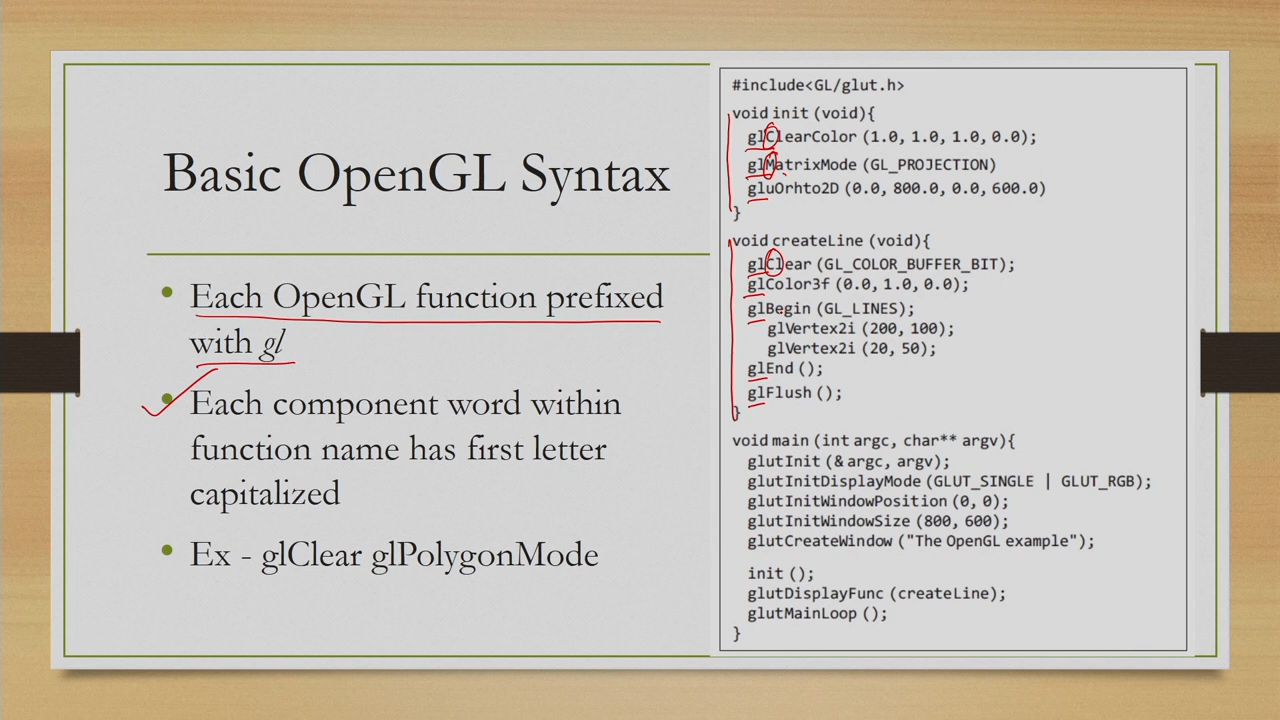 Basic OpenGL Syntax
• Each OpenGL function prefixed
with gl
• Each component word within
function name has first letter
capitalized
• Ex - glClear glPolygonMode
#include<GL/glut.h>
void init (void){
glClearColor (1.0, 1.0, 1.0, 0.0);
glMatrixMode (GL_PROJECTION)
gluOrhto2D (0.0, 800.0, 0.0, 600.0)
}
void createLine (void){
glClear (GL_COLOR_BUFFER_BIT);
glColor3f (0.0, 1.0, 0.0);
glBegin (GL_LINES);
glVertex2i (200, 100);
glVertex2i (20, 50);
glEnd ();
glFlush ();
}
void main (int argc, char** argv){
glutInit (& argc, argv);
glutInitDisplayMode (GLUT_SINGLE | GLUT_RGB);
glutInitWindowPosition (0, 0);
glutInitWindowSize (800, 600);
glutCreateWindow ("The OpenGL example");
init ();
glutDisplayFunc (createLine);
glutMainLoop ();
}